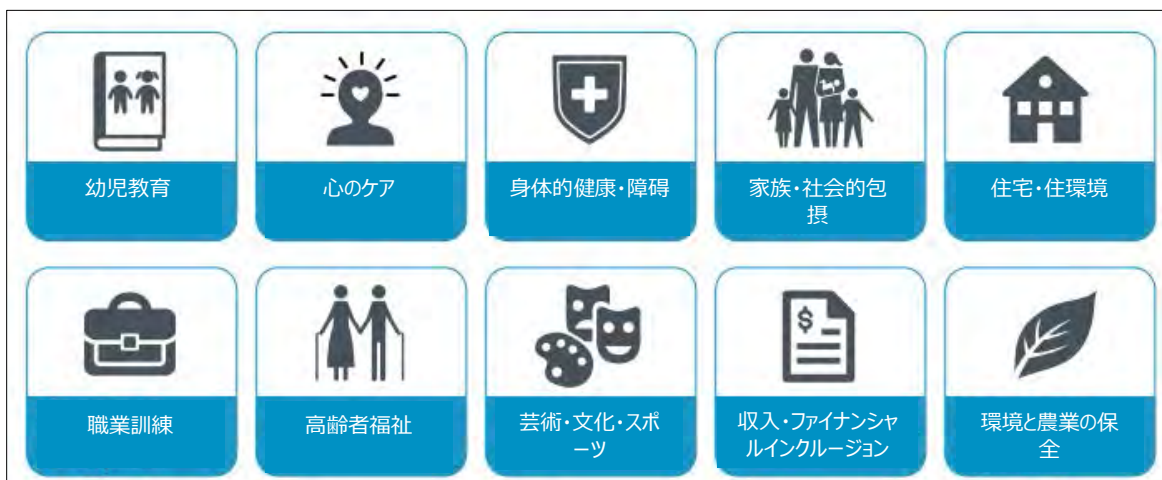 幼児教育
心のケア
身体的健康・障碍
家族・社会的包
摂
住宅・住環境
職業訓練
高齢者福祉
芸術・文化・スポ
ーツ
$
収入・ファイナンシャ
ルインクルージョン
環境と農業の保
全